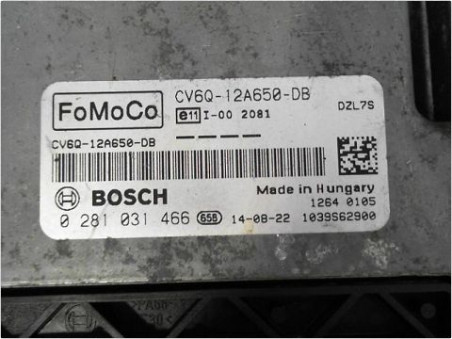 FoMoCo
CV6Q-12A650-DB
e11 I-00 2081
DZL7S
CV6Q-12A650-DB
BOSCH
Made in Hungary
1264 0105
0 281 031 466 65B 14-08-22 1039S62900